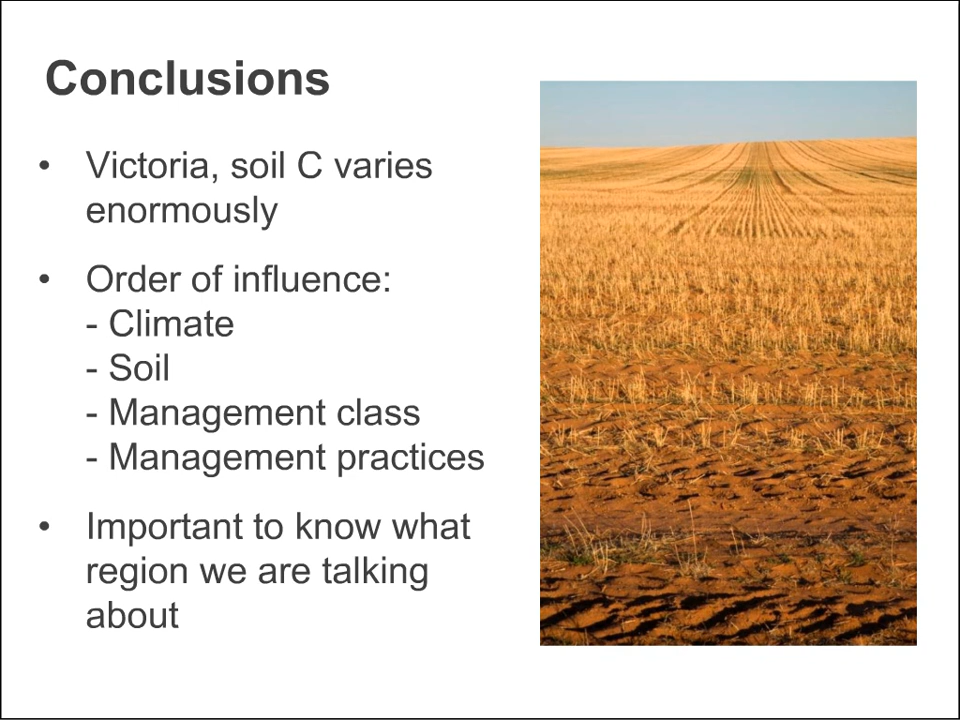 Conclusions
• Victoria, soil C varies
enormously
• Order of influence:
- Climate
- Soil
- Management class
- Management practices
• Important to know what
region we are talking
about